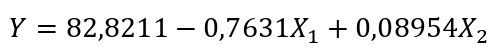 Y = 82,8211 − 0,7631X₁ + 0,08954X₂